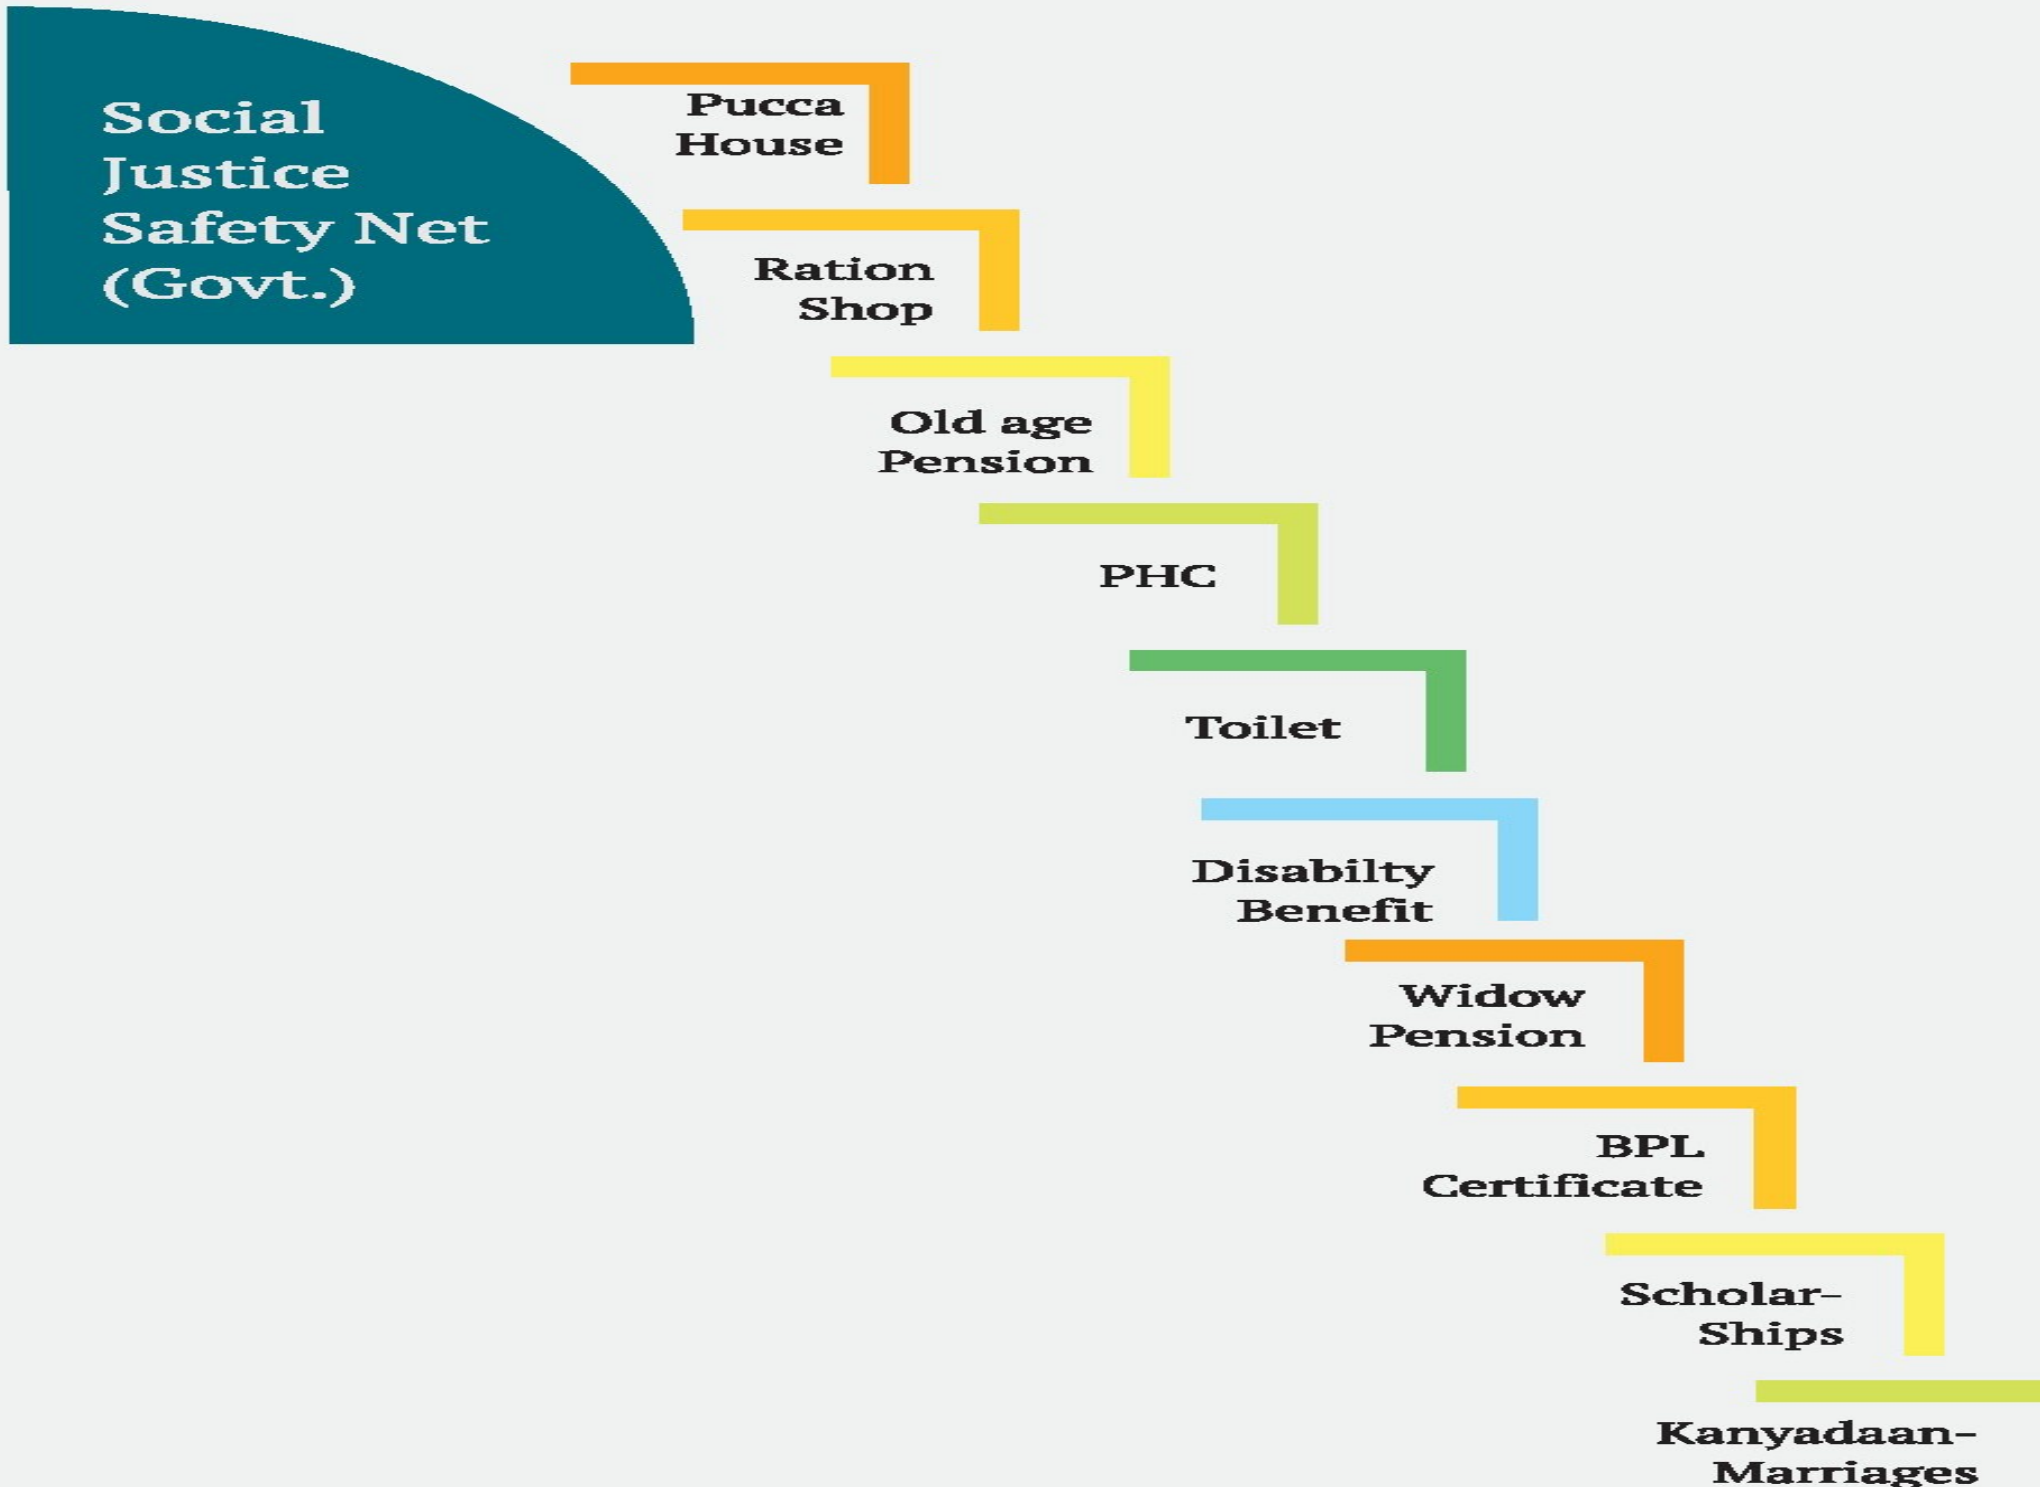 Social
Justice
Safety Net
(Govt.)
Pucca
House
Ration
Shop
Old age
Pension
PHC
Toilet
Disabilty
Benefit
Widow
Pension
BPL
Certificate
Scholar-
Ships
Kanyadaan-
Marriages